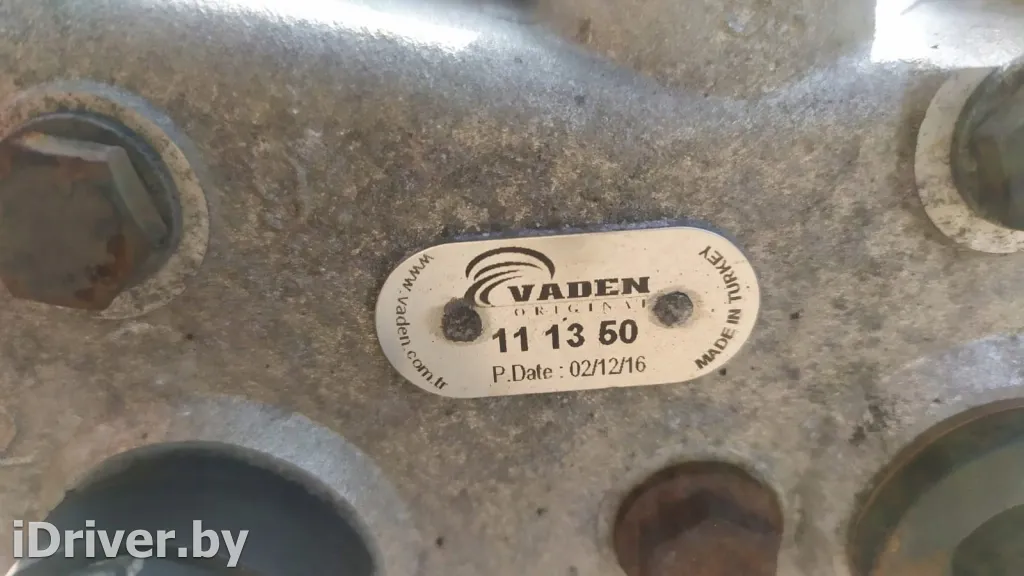 www.vaden.com.tr
VADEN
ORIGINAL
11 13 50
P.Date : 02/12/16
MADE IN TURKEY
iDriver.by